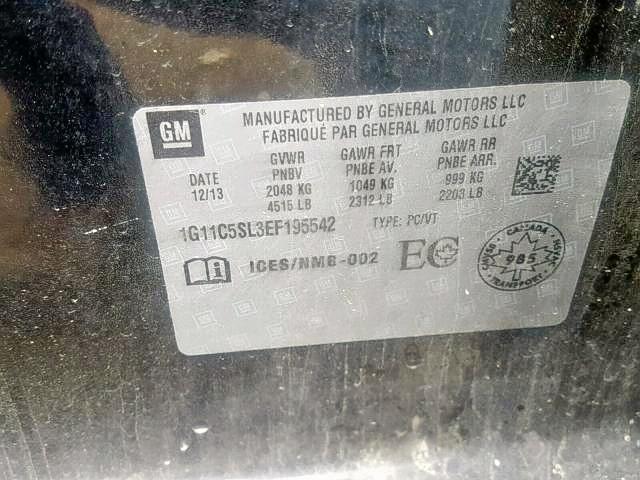 GM
MANUFACTURED BY GENERAL MOTORS LLC
FABRIQUÉ PAR GENERAL MOTORS LLC
DATE
12/13
GVWR
PNBV
2048 KG
4515 LB
GAWR FRT
PNBE AV.
1049 KG
2312 LB
GAWR RR
PNBE ARR.
999 KG
2203 LB
1G11C5SL3EF195542 TYPE: PC/VT
i ICES/NMB-002 EC
CANADA
985
TRANSPORT